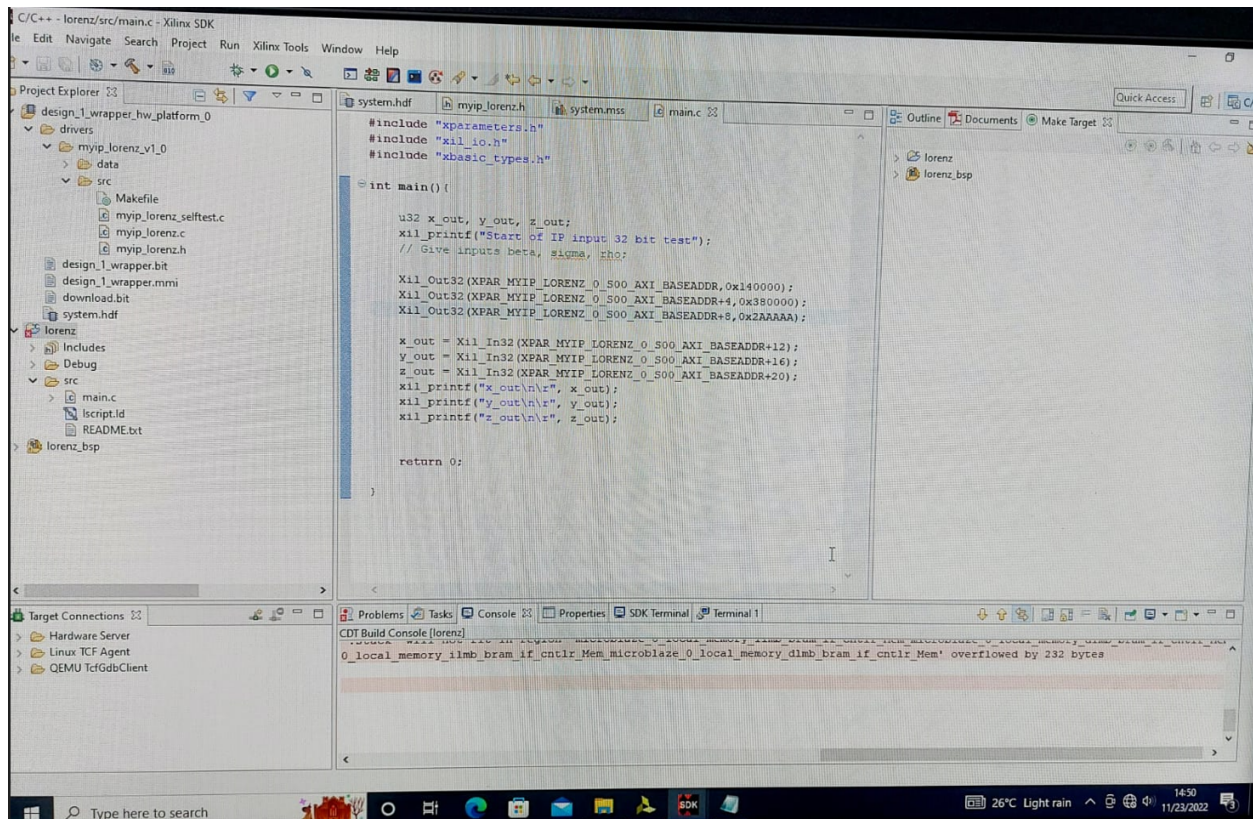 C/C++ - lorenz/src/main.c - Xilinx SDK
Edit Navigate Search Project Run Xilinx Tools Window Help
Quick Access
Project Explorer
design_1_wrapper_hw_platform_0
drivers
myip_lorenz_v1_0
data
src
Makefile
myip_lorenz_selftest.c
myip_lorenz.c
myip_lorenz.h
design_1_wrapper.bit
design_1_wrapper.mmi
download.bit
system.hdf
lorenz
Includes
Debug
src
main.c
lscript.ld
README.txt
lorenz_bsp
system.hdf myip_lorenz.h system.mss main.c
#include "xparameters.h"
#include "xil_io.h"
#include "xbasic_types.h"
int main(){
u32 x_out, y_out, z_out;
xil_printf("Start of IP input 32 bit test");
// Give inputs beta, sigma, rho;
Xil_Out32(XPAR_MYIP_LORENZ_0_S00_AXI_BASEADDR,0x140000);
Xil_Out32(XPAR_MYIP_LORENZ_0_S00_AXI_BASEADDR+4,0x380000);
Xil_Out32(XPAR_MYIP_LORENZ_0_S00_AXI_BASEADDR+8,0x2AAAAA);
x_out = Xil_In32(XPAR_MYIP_LORENZ_0_S00_AXI_BASEADDR+12);
y_out = Xil_In32(XPAR_MYIP_LORENZ_0_S00_AXI_BASEADDR+16);
z_out = Xil_In32(XPAR_MYIP_LORENZ_0_S00_AXI_BASEADDR+20);
xil_printf("x_out\n\r", x_out);
xil_printf("y_out\n\r", y_out);
xil_printf("z_out\n\r", z_out);
return 0;
}
Outline Documents Make Target
lorenz
lorenz_bsp
Target Connections
Hardware Server
Linux TCF Agent
QEMU TcfGdbClient
Problems Tasks Console Properties SDK Terminal Terminal 1
CDT Build Console [lorenz]
0_local_memory_ilmb_bram_if_cntlr_Mem_microblaze_0_local_memory_dlmb_bram_if_cntlr_Mem' overflowed by 232 bytes
Type here to search
SDK
26°C Light rain
14:50
11/23/2022